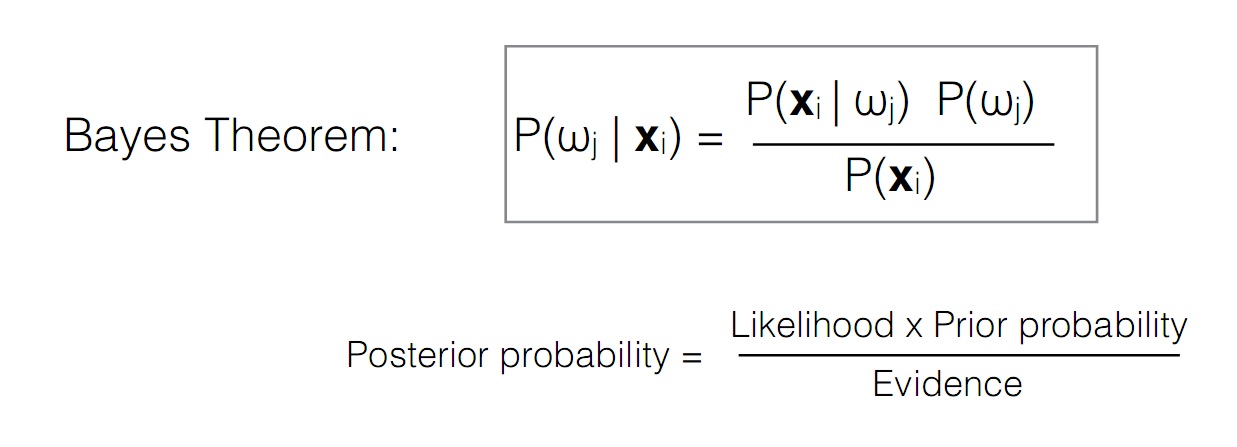 Bayes Theorem:
P(ωj | xi) = P(xi | ωj) P(ωj)
P(xi)
Posterior probability = Likelihood x Prior probability
Evidence